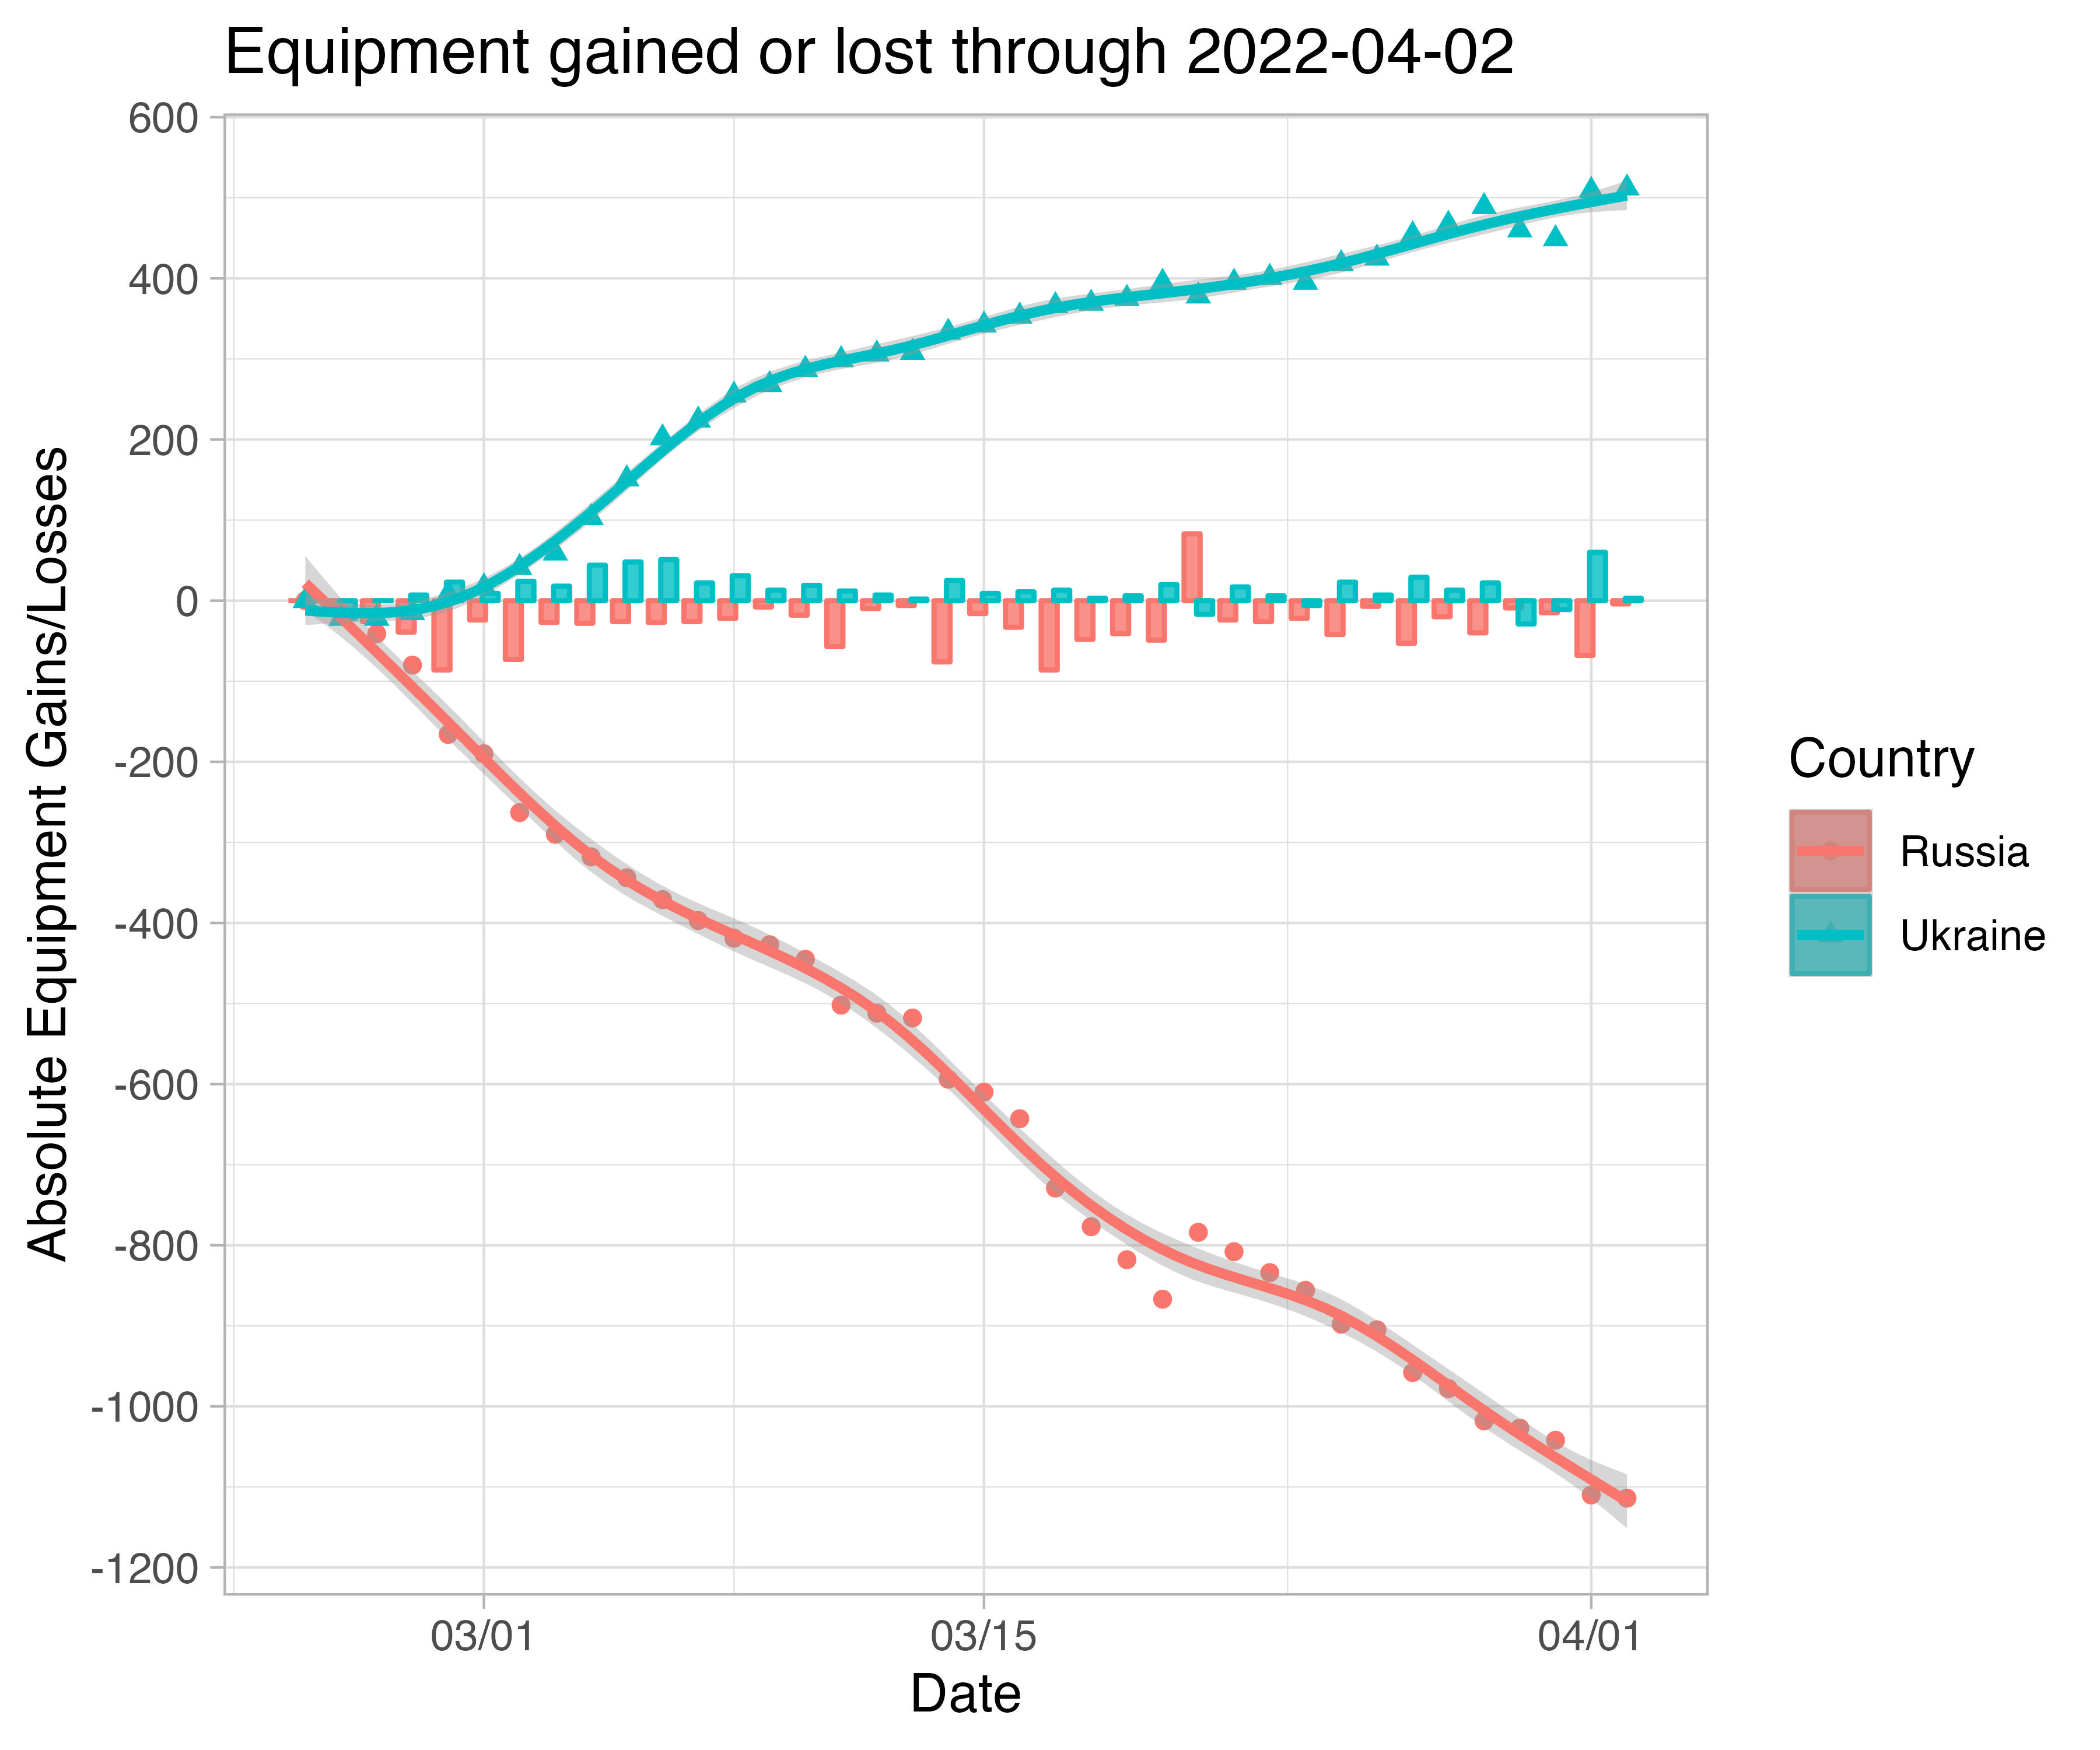 Equipment gained or lost through 2022-04-02
Absolute Equipment Gains/Losses
600
400
200
0
-200
-400
-600
-800
-1000
-1200
03/01
03/15
04/01
Date
Country
Russia
Ukraine